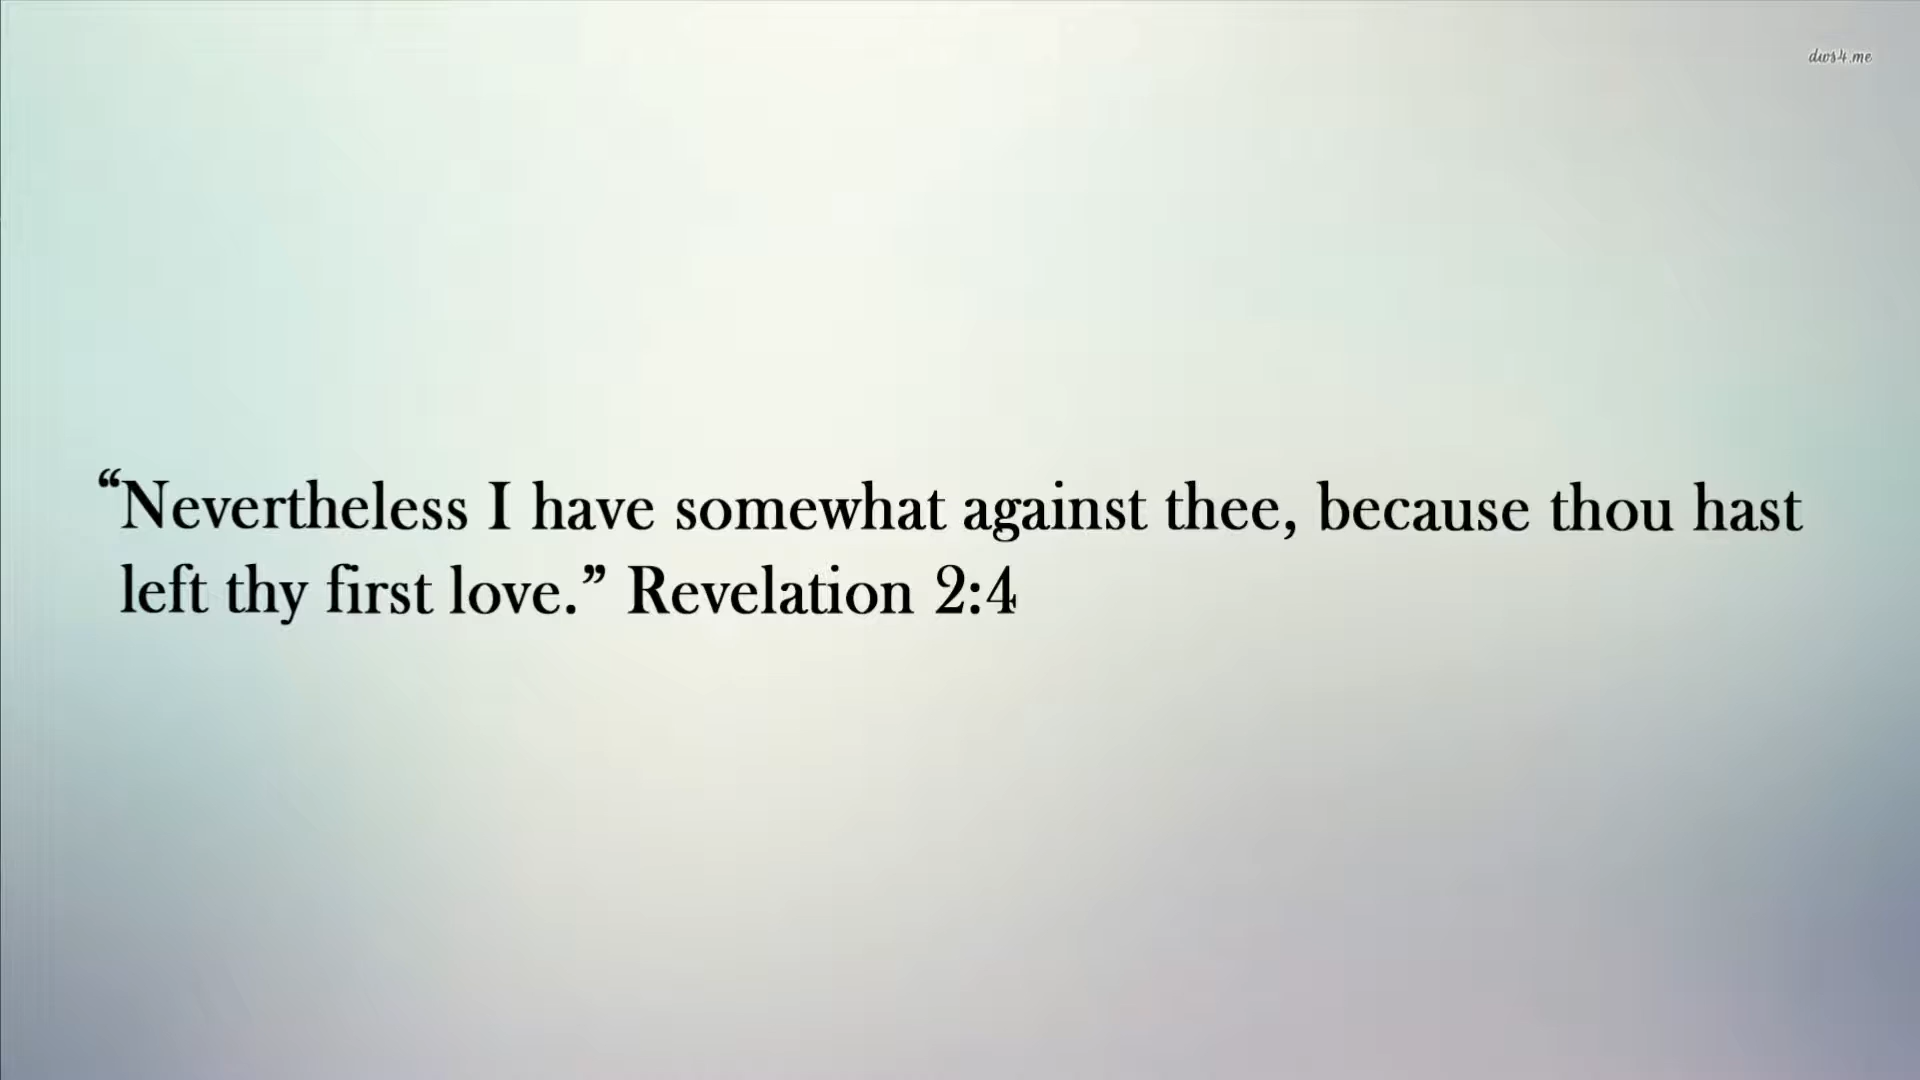 dws4.me
“Nevertheless I have somewhat against thee, because thou hast
left thy first love.” Revelation 2:4